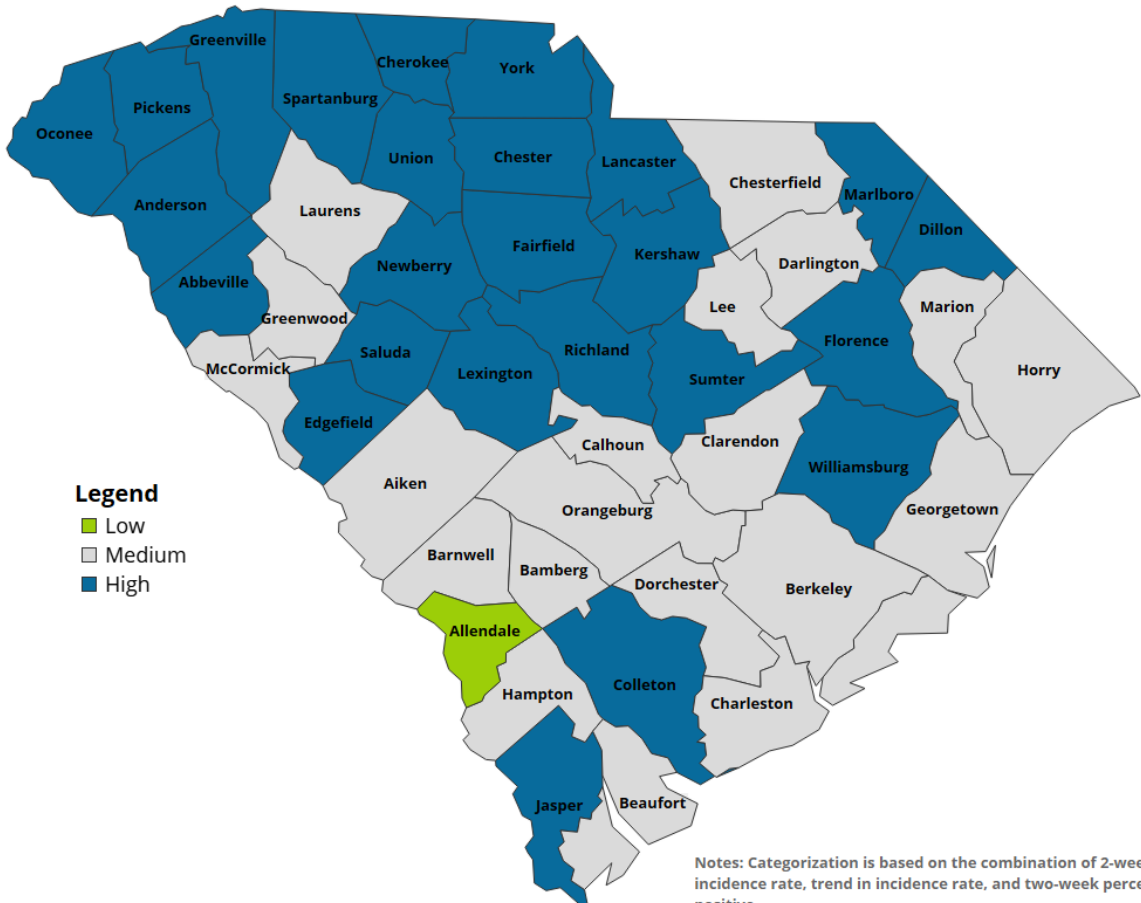 Greenville
Cherokee
York
Pickens
Spartanburg
Oconee
Union
Chester
Lancaster
Chesterfield
Marlboro
Anderson
Laurens
Dillon
Fairfield
Kershaw
Darlington
Newberry
Abbeville
Lee
Marion
Greenwood
Saluda
Richland
Florence
McCormick
Lexington
Sumter
Horry
Edgefield
Calhoun
Clarendon
Williamsburg
Aiken
Orangeburg
Georgetown
Legend
Low
Medium
High
Barnwell
Bamberg
Dorchester
Berkeley
Allendale
Colleton
Hampton
Charleston
Jasper
Beaufort
Notes: Categorization is based on the combination of 2-wee
incidence rate, trend in incidence rate, and two-week perce